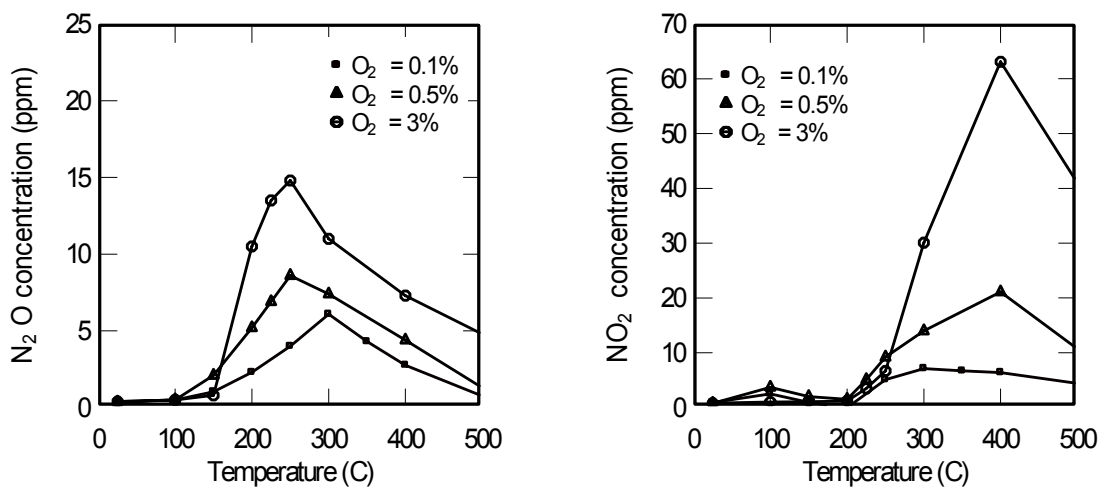 25
20
15
10
5
0
N₂ O concentration (ppm)
O₂ = 0.1%
O₂ = 0.5%
O₂ = 3%
0 100 200 300 400 500
Temperature (C)
70
60
50
40
30
20
10
0
NO₂ concentration (ppm)
O₂ = 0.1%
O₂ = 0.5%
O₂ = 3%
0 100 200 300 400 500
Temperature (C)